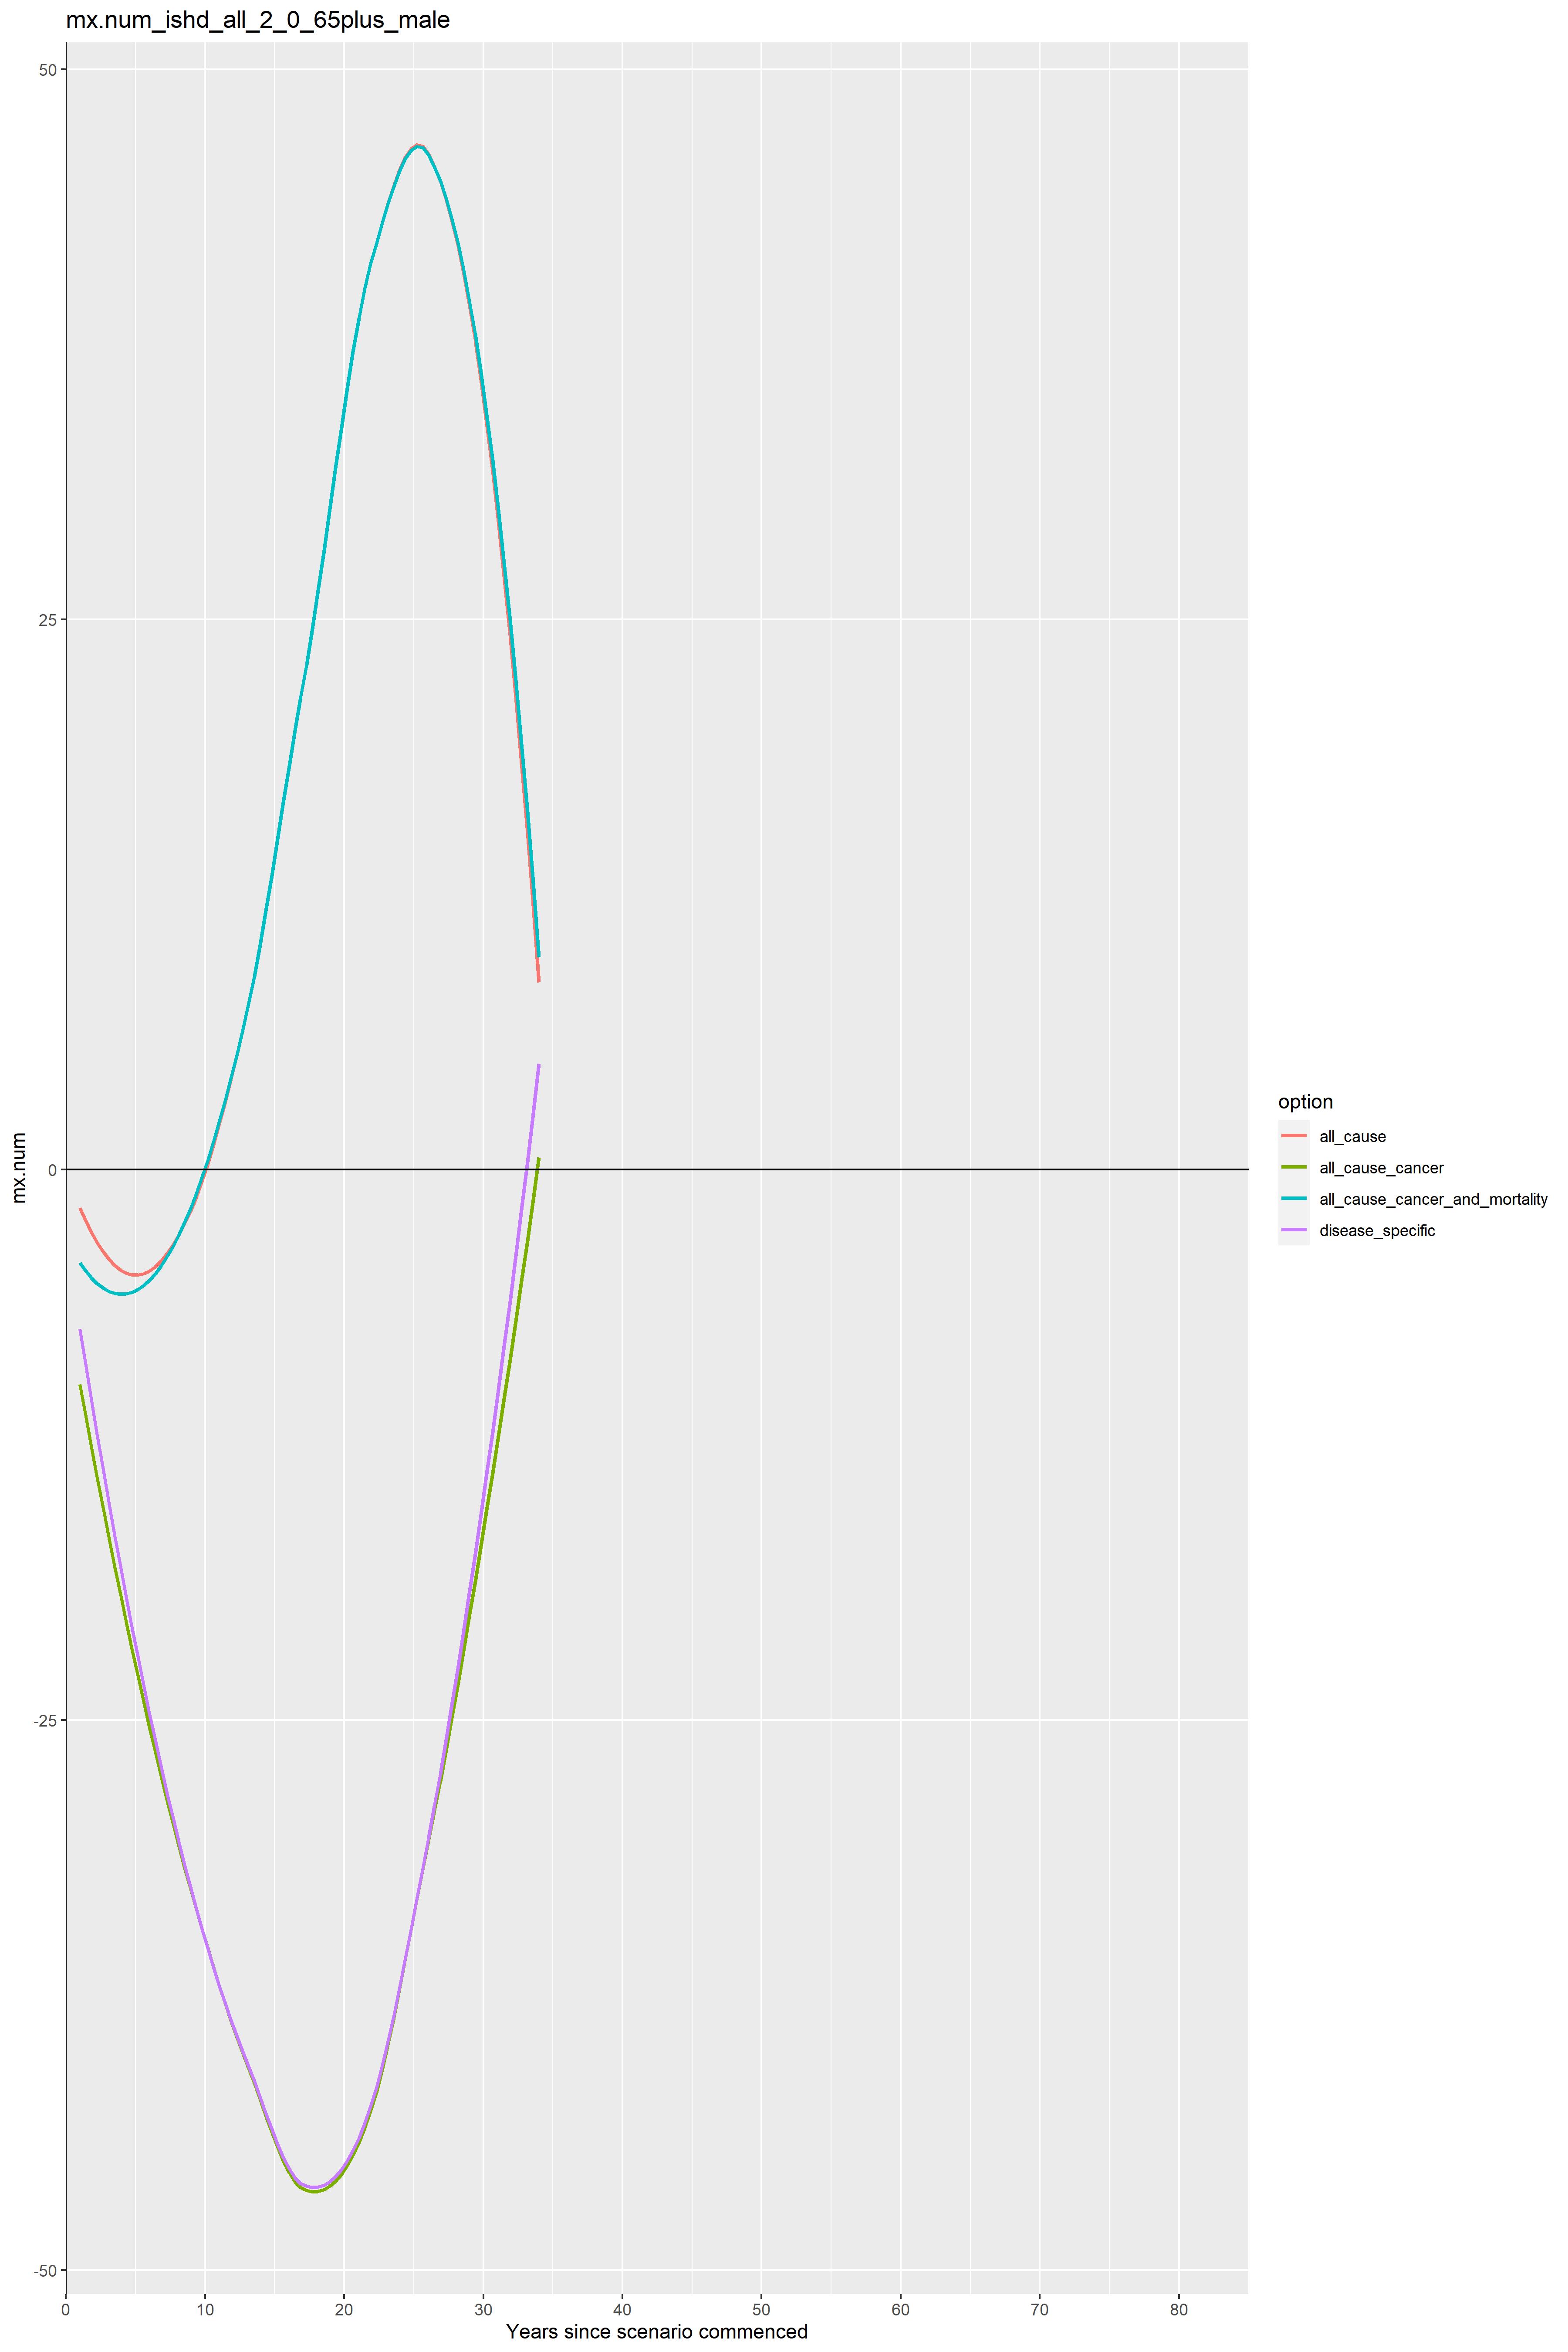 mx.num_ishd_all_2_0_65plus_male
50
25
0
-25
-50
mx.num
0 10 20 30 40 50 60 70 80
Years since scenario commenced
option
all_cause
all_cause_cancer
all_cause_cancer_and_mortality
disease_specific